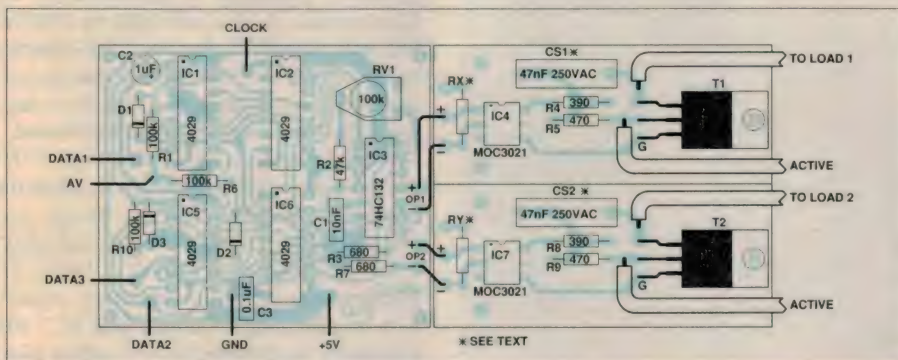 CLOCK
C2
1uF
IC1
4029
IC2
4029
RV1
100k
D1
100k
R1
DATA1
AV
100k
R6
R2
47k
IC3
74HC132
+
-
+
OP1
-
RX*
IC4
MOC3021
CS1*
47nF 250VAC
R4
390
R5
470
T1
G
TO LOAD 1
ACTIVE
R10
100k
D3
IC5
4029
D2
IC6
4029
C1
10nF
R3
680
R7
680
+
OP2
-
+
-
RY*
IC7
MOC3021
CS2 *
47nF 250VAC
R8
390
R9
470
T2
G
TO LOAD 2
ACTIVE
DATA3
0.1uF
C3
DATA2
GND
+5V
* SEE TEXT